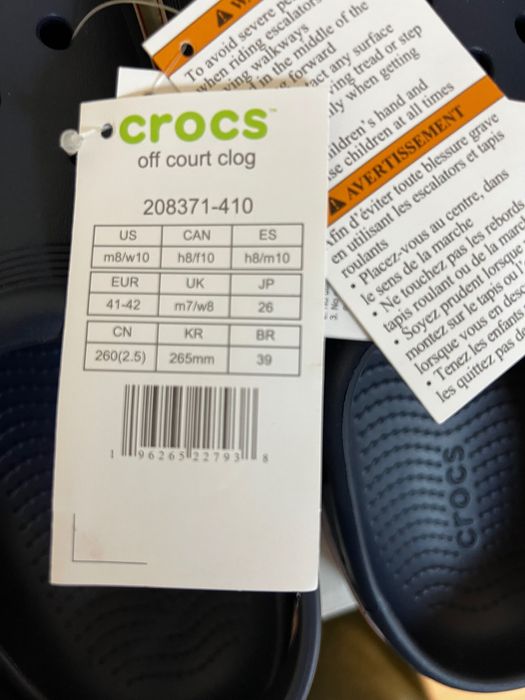 crocs™
off court clog
208371-410
US CAN ES
m8/w10 h8/f10 h8/m10
EUR UK JP
41-42 m7/w8 26
CN KR BR
260(2.5) 265mm 39
1 96265 22793 8
To avoid severe
when riding escalators
walkways
in the middle of the
forward
any surface
tread or step
when getting
children's hand and
children at all times
AVERTISSEMENT
Afin d'éviter toute blessure grave
en utilisant les escalators et tapis
roulants
• Placez-vous au centre, dans
le sens de la marche
• Ne touchez pas les rebords
tapis roulant ou de la
• Soyez prudent lorsque
montez sur le tapis ou
lorsque vous en
• Tenez les enfants
les quittez pas
3. No
crocs